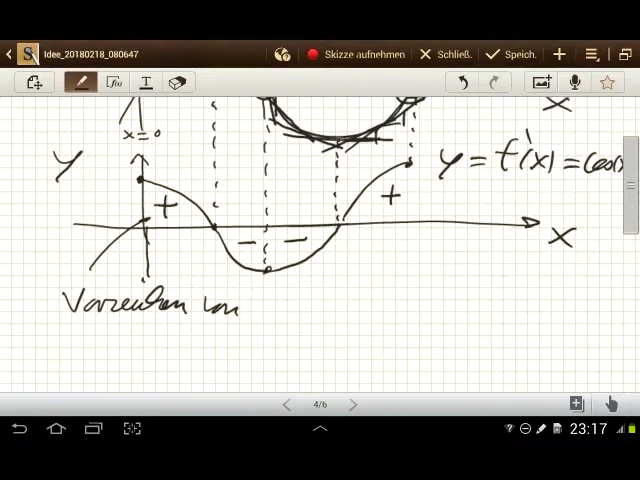 Idee_20180218_080647
Skizze aufnehmen
Schließ.
Speich.
f(x)
T
x=0
x
y
y = f'(x) = cos(x
+
+
- -
x
Vorzeichen von
4/6
23:17